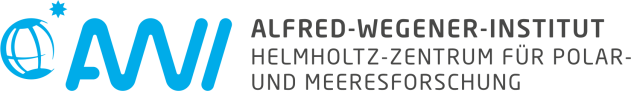 AWI
ALFRED-WEGENER-INSTITUT
HELMHOLTZ-ZENTRUM FÜR POLAR-
UND MEERESFORSCHUNG